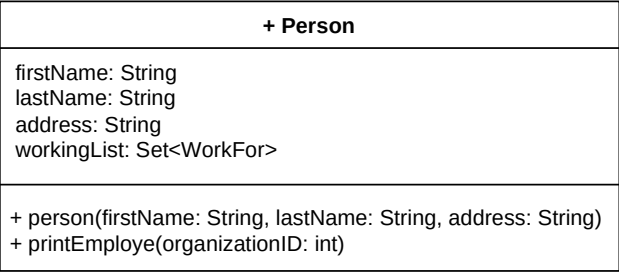 + Person
firstName: String
lastName: String
address: String
workingList: Set<WorkFor>
+ person(firstName: String, lastName: String, address: String)
+ printEmploye(organizationID: int)